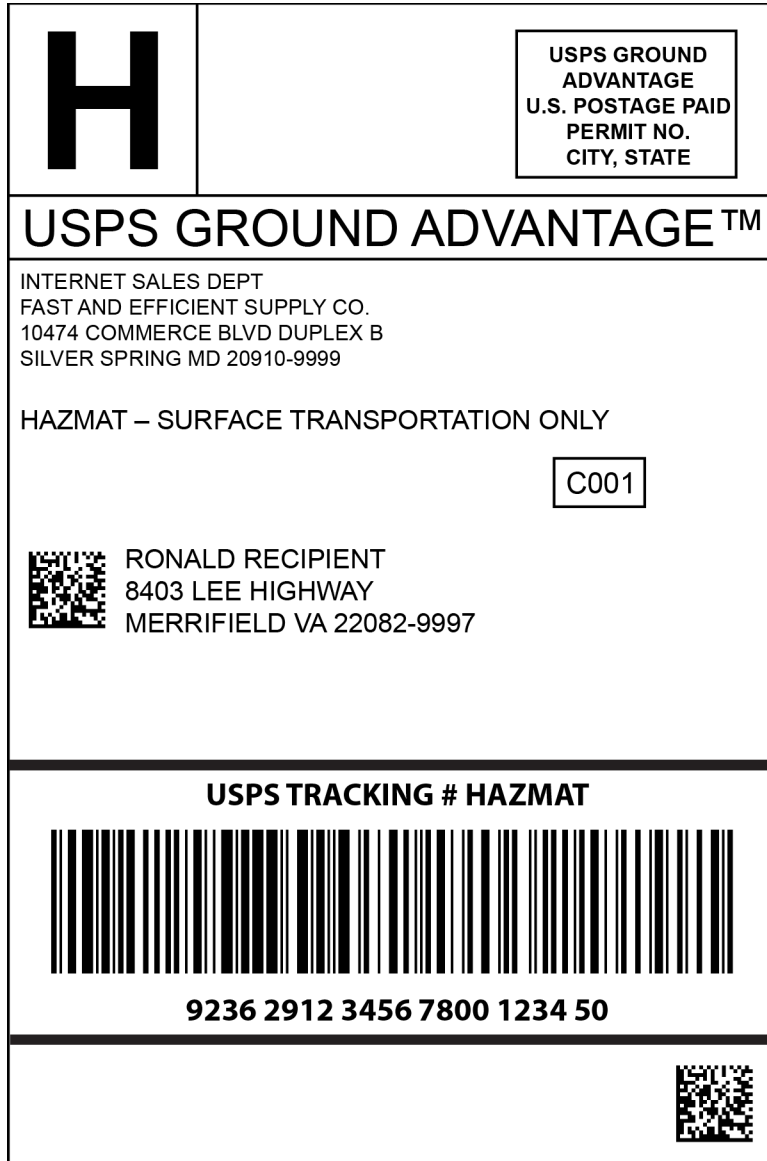 H
USPS GROUND
ADVANTAGE
U.S. POSTAGE PAID
PERMIT NO.
CITY, STATE
USPS GROUND ADVANTAGE™
INTERNET SALES DEPT
FAST AND EFFICIENT SUPPLY CO.
10474 COMMERCE BLVD DUPLEX B
SILVER SPRING MD 20910-9999
HAZMAT – SURFACE TRANSPORTATION ONLY
C001
RONALD RECIPIENT
8403 LEE HIGHWAY
MERRIFIELD VA 22082-9997
USPS TRACKING # HAZMAT
9236 2912 3456 7800 1234 50